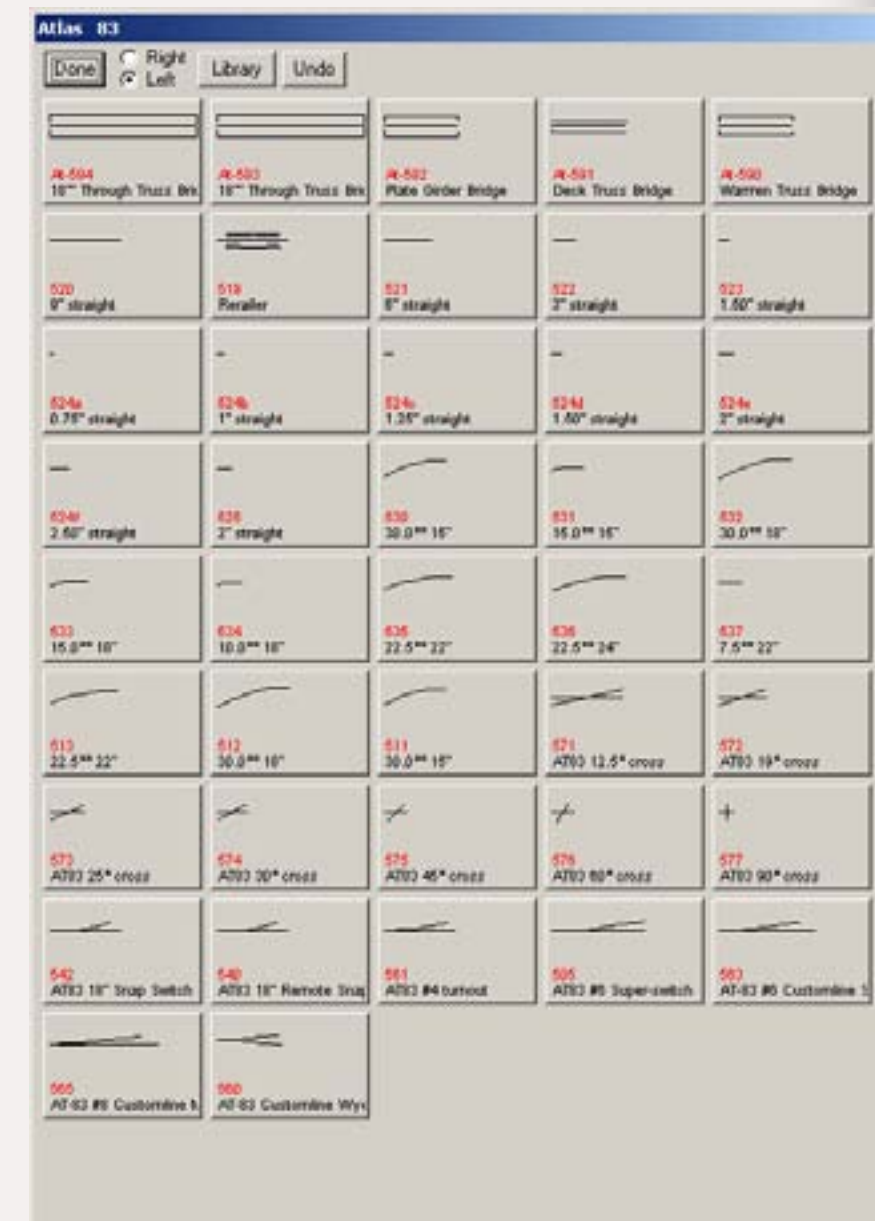 Atlas 83
Done
Right
Left
Library
Undo
At-594
At-593
At-592
At-591
At-590
18"" Through Truss Bri
18"" Through Truss Brk
Plate Girder Bridge
Deck Truss Bridge
Warren Truss Bridge
520
519
521
522
523
9" straight
Rerailer
6" straight
3" straight
1.50" straight
524a
524b
524c
524d
524e
0.75" straight
1" straight
1.25" straight
1.50" straight
2" straight
524f
2.50" straight
2" straight
530
531
532
30.0** 15"
15.0** 15"
30.0** 18"
533
534
535
536
537
15.0** 18"
10.0** 18"
22.5** 22"
22.5** 24"
7.5** 22"
513
512
511
571
572
22.5** 22"
30.0** 18"
30.0** 15"
AT83 12.5* cross
AT83 19* cross
573
574
575
576
577
AT83 25* cross
AT83 30* cross
AT83 45* cross
AT83 60* cross
AT83 90* cross
542
540
561
563
AT83 18" Snap Switch
AT83 18" Remote Snap
AT83 #4 turnout
AT83 #6 Super-switch
AT-83 #6 Customline
565
560
AT-83 #8 Customline
AT-83 Customline Wye